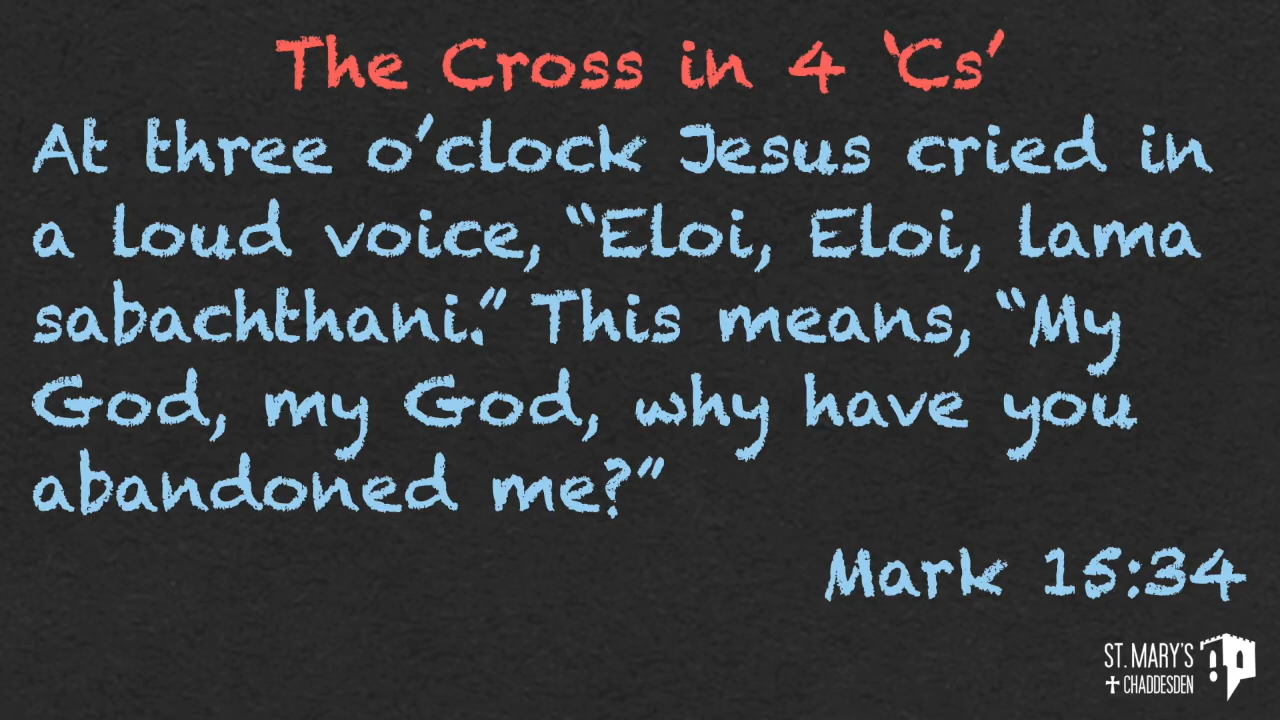 The Cross in 4 ‘Cs’
At three o’clock Jesus cried in
a loud voice, “Eloi, Eloi, lama
sabachthani.” This means, “My
God, my God, why have you
abandoned me?”
Mark 15:34
ST. MARY'S
CHADDESDEN